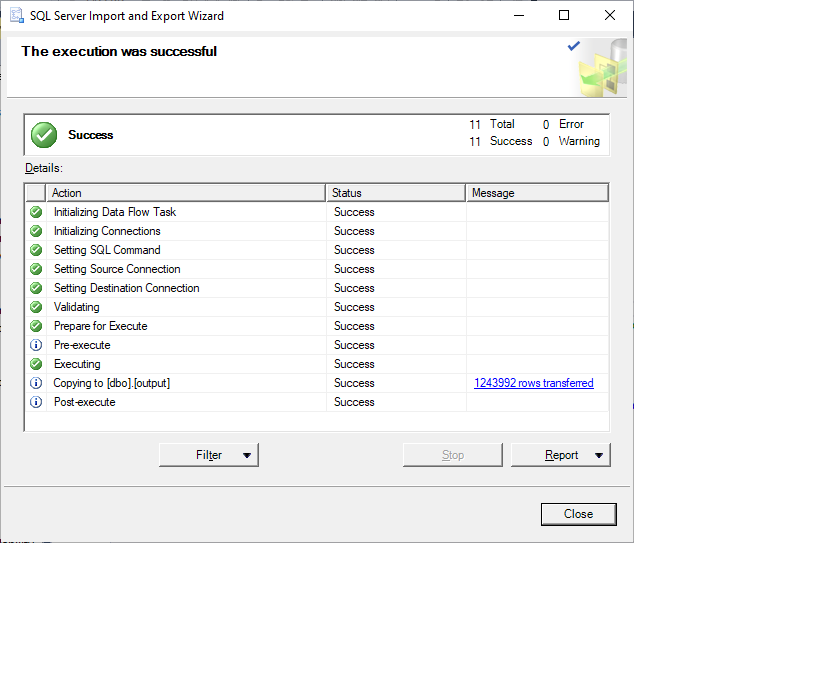 SQL Server Import and Export Wizard
The execution was successful
Success
11 Total 0 Error
11 Success 0 Warning
Details:
Action Status Message
Initializing Data Flow Task Success
Initializing Connections Success
Setting SQL Command Success
Setting Source Connection Success
Setting Destination Connection Success
Validating Success
Prepare for Execute Success
Pre-execute Success
Executing Success
Copying to [dbo].[output] Success 1243992 rows transferred
Post-execute Success
Filter Stop Report
Close